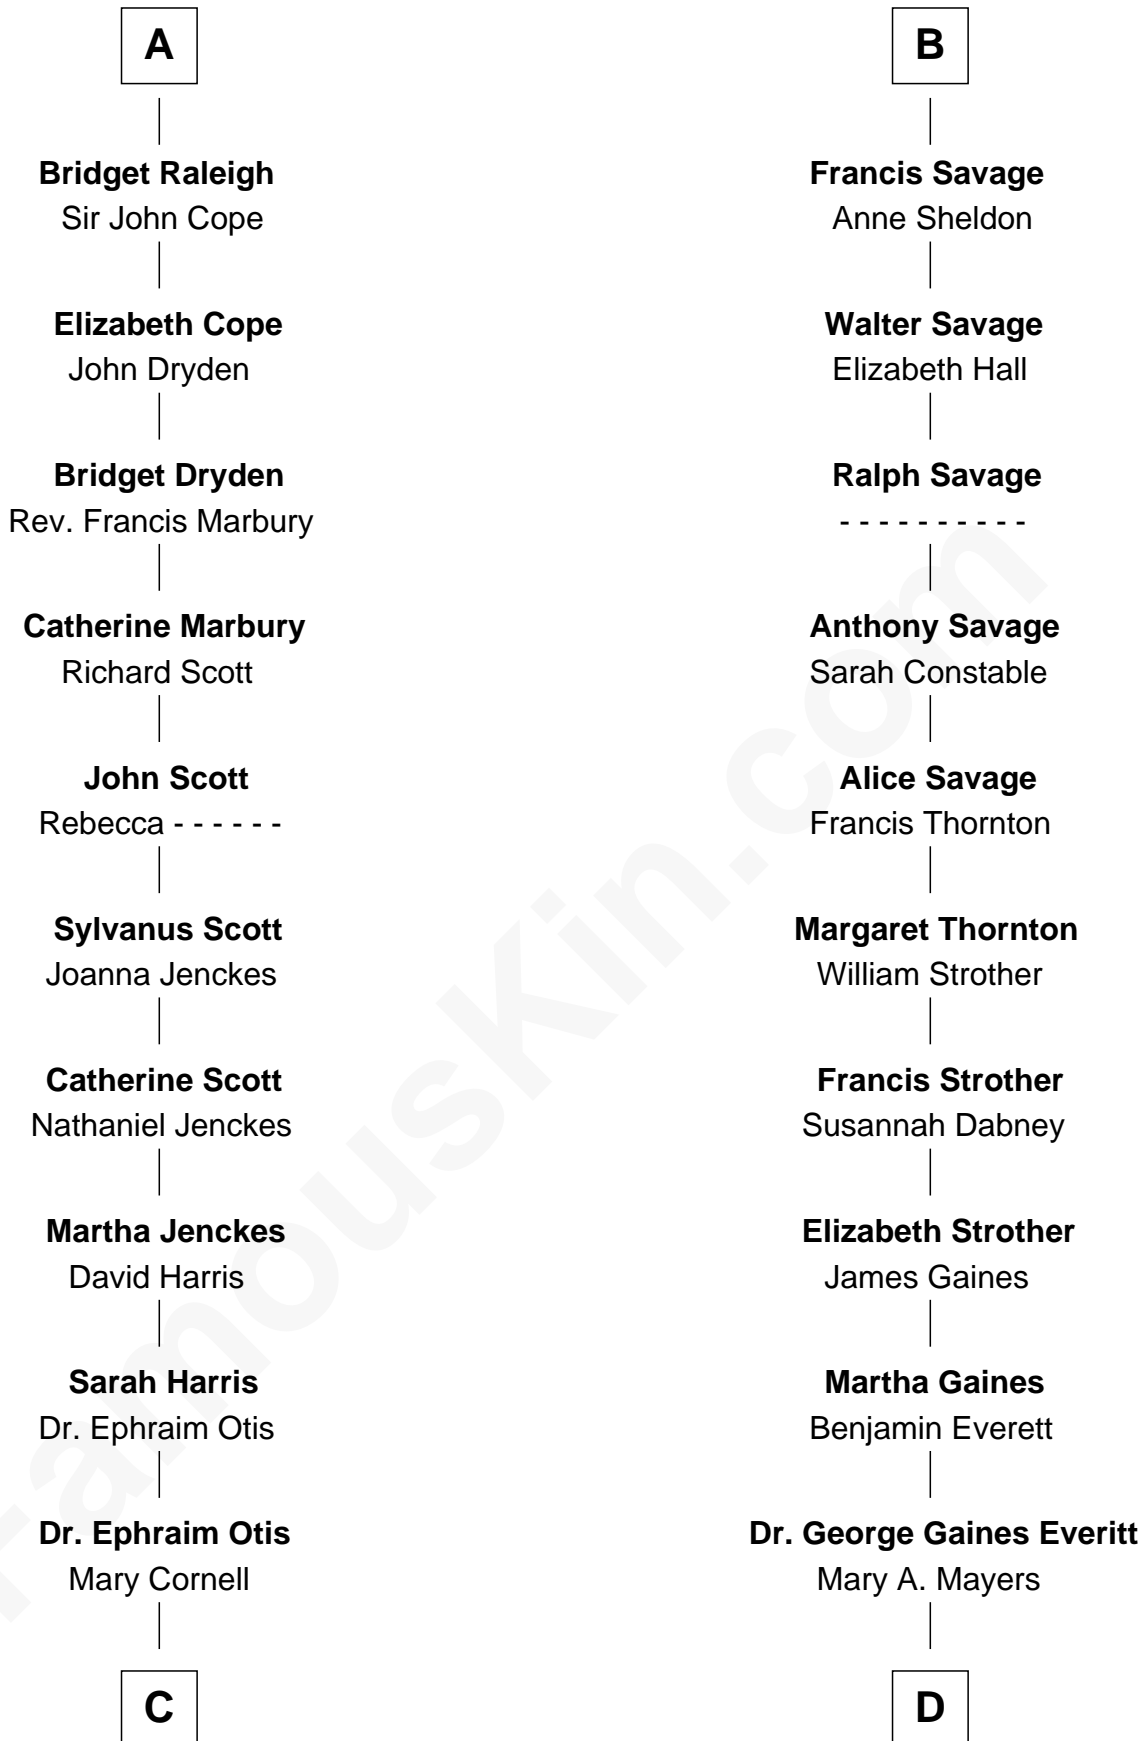 A
Bridget Raleigh
Sir John Cope
Elizabeth Cope
John Dryden
Bridget Dryden
Rev. Francis Marbury
Catherine Marbury
Richard Scott
John Scott
Rebecca - - - - - -
Sylvanus Scott
Joanna Jenckes
Catherine Scott
Nathaniel Jenckes
Martha Jenckes
David Harris
Sarah Harris
Dr. Ephraim Otis
Dr. Ephraim Otis
Mary Cornell
C
B
Francis Savage
Anne Sheldon
Walter Savage
Elizabeth Hall
Ralph Savage
- - - - - - - - - -
Anthony Savage
Sarah Constable
Alice Savage
Francis Thornton
Margaret Thornton
William Strother
Francis Strother
Susannah Dabney
Elizabeth Strother
James Gaines
Martha Gaines
Benjamin Everett
Dr. George Gaines Everitt
Mary A. Mayers
D
FamousKin.com